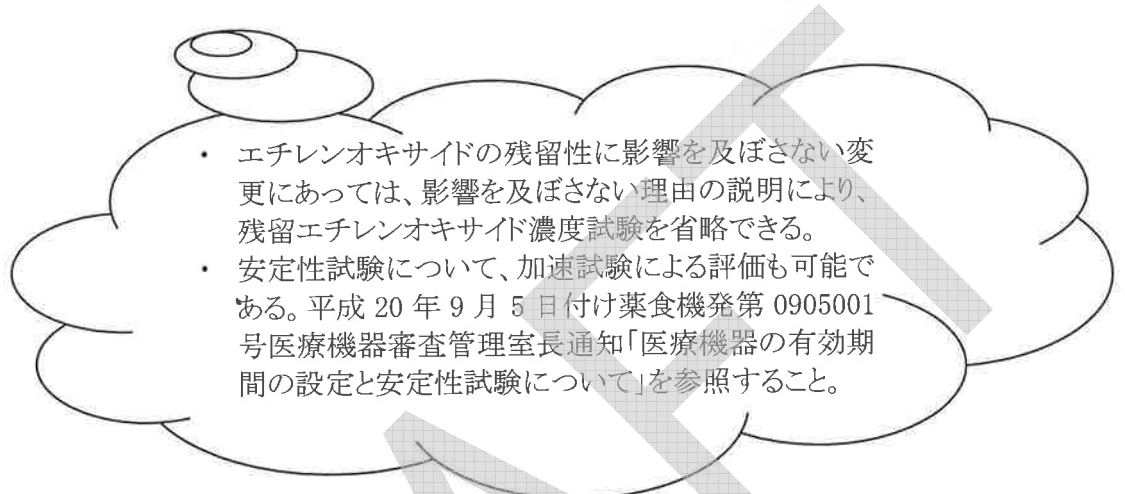 ・ エチレンオキサイドの残留性に影響を及ぼさない変
更にあっては、影響を及ぼさない理由の説明により、
残留エチレンオキサイド濃度試験を省略できる。
・ 安定性試験について、加速試験による評価も可能で
ある。平成 20 年 9 月 5 日付け薬食機発第 0905001
号医療機器審査管理室長通知「医療機器の有効期
間の設定と安定性試験について」を参照すること。